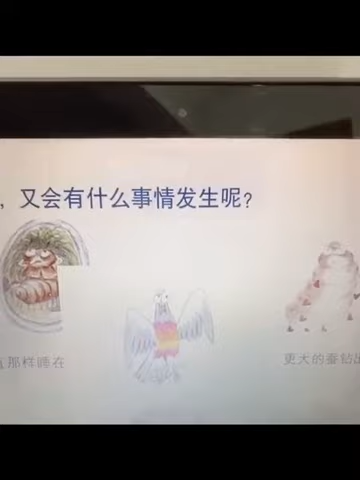 ，又会有什么事情发生呢？
那样睡在
更大的蚕钻出